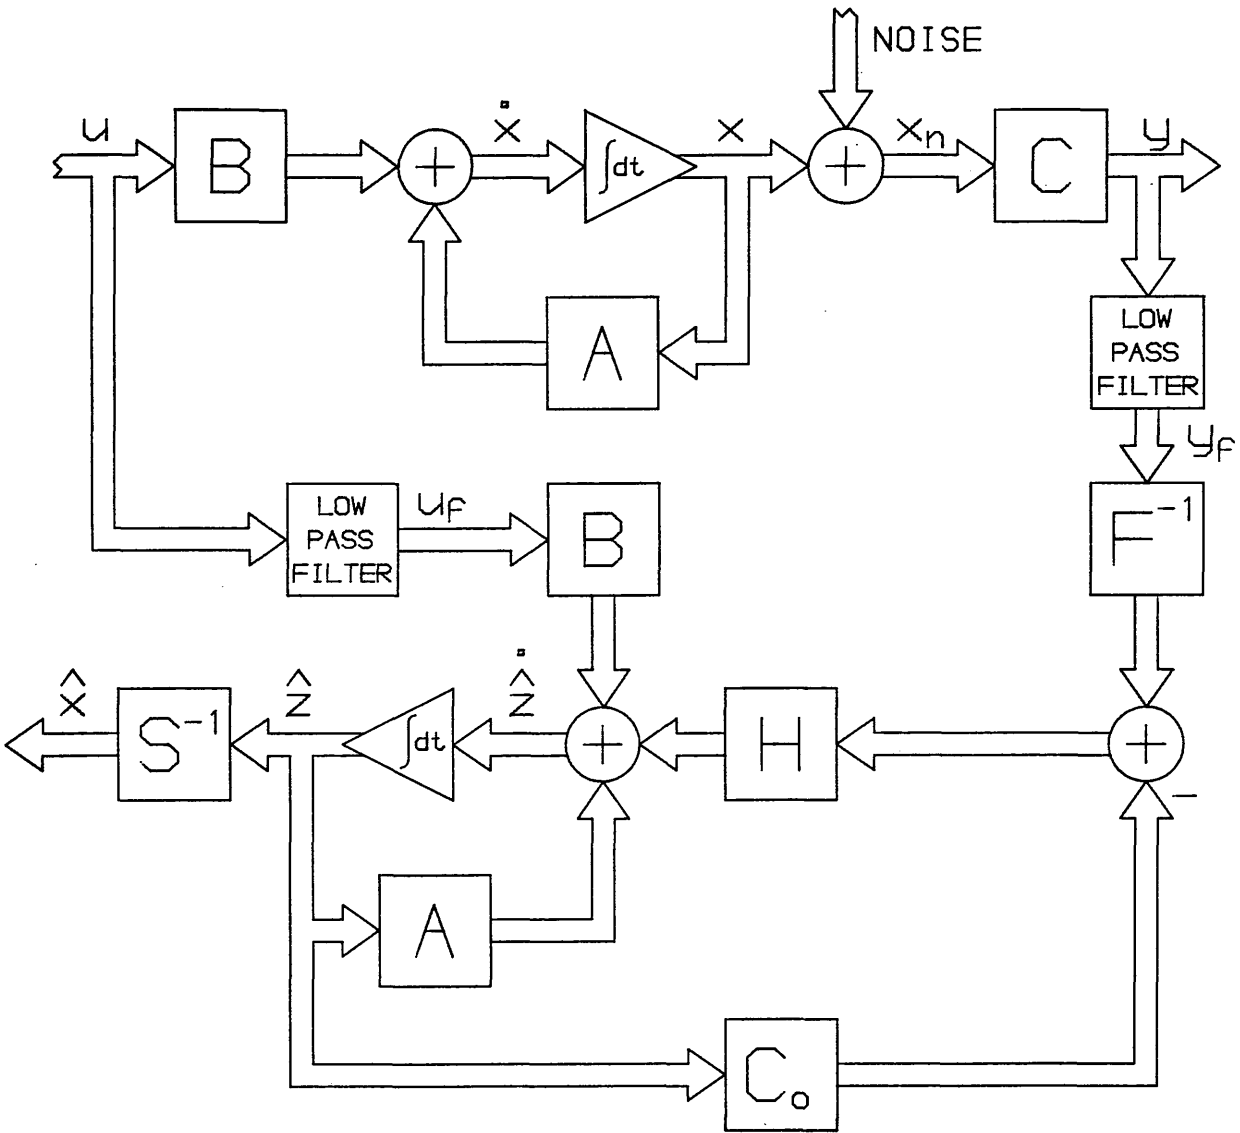 NOISE
u B + ẋ ∫dt x + xn C y
A
LOW
PASS
FILTER
yf
LOW
PASS
FILTER
uf B F⁻¹
x̂ S⁻¹ ẑ ∫dt ẑ̇ + H + −
A
Co